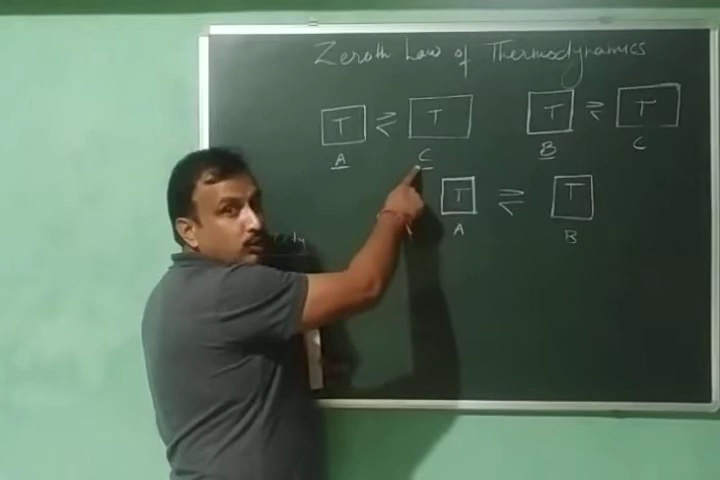 Zeroth Law of Thermodynamics
T ⇌ T T ⇌ T
A C B C
T ⇌ T
A B